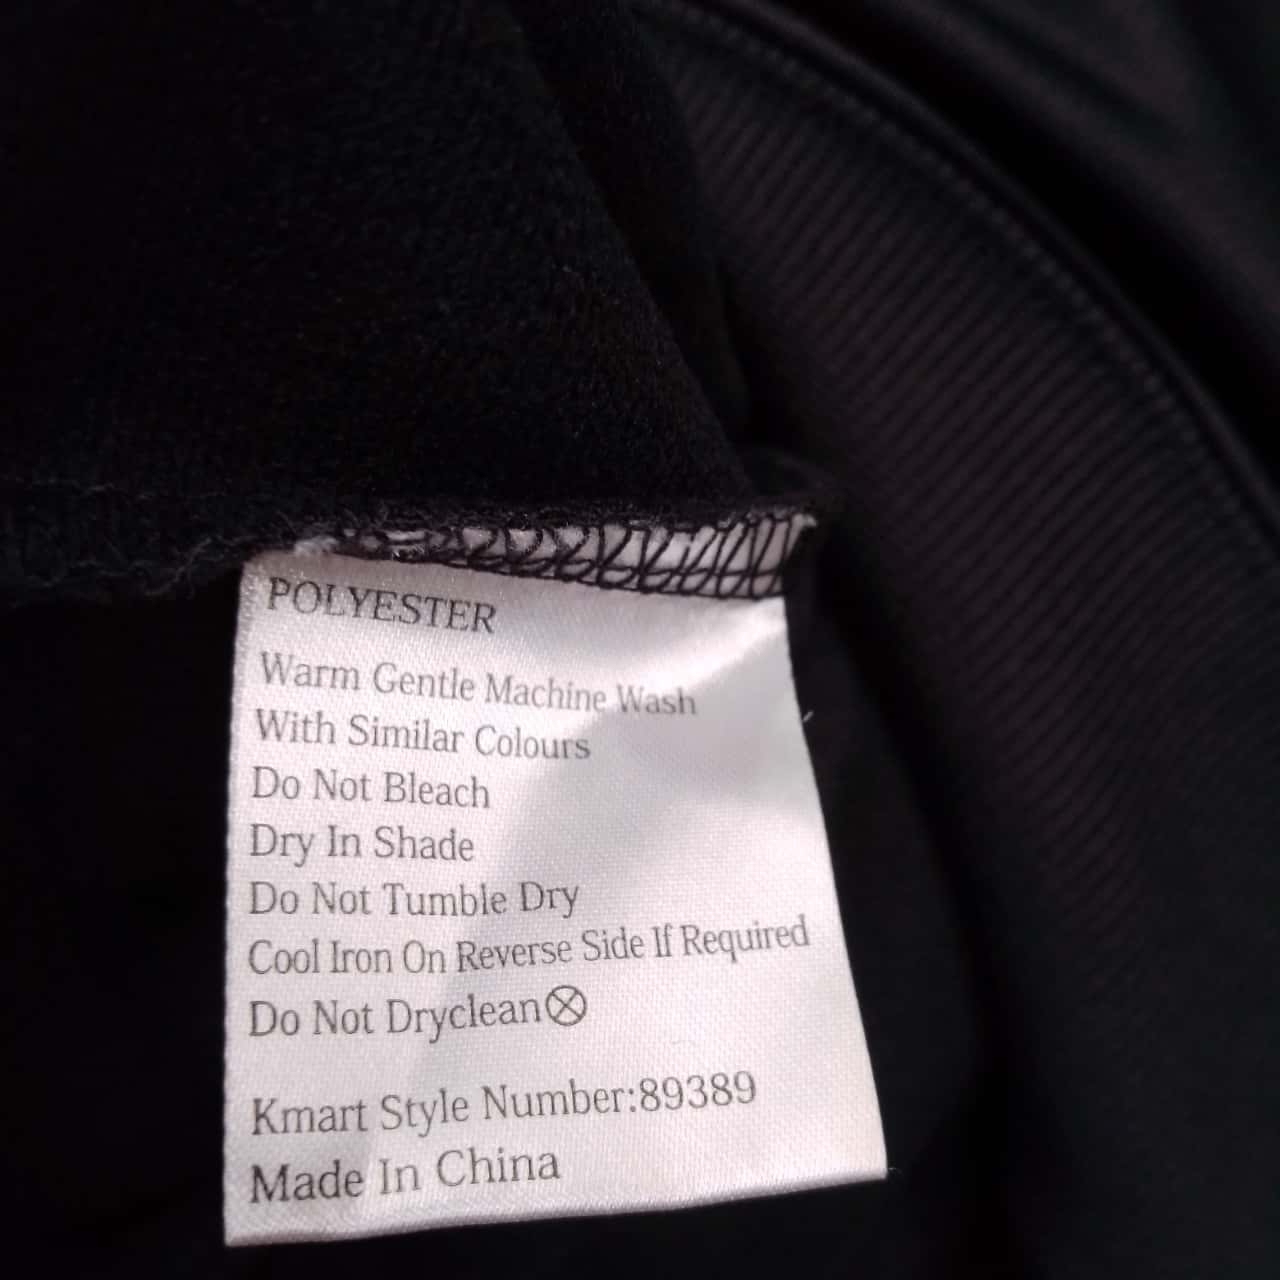 POLYESTER
Warm Gentle Machine Wash
With Similar Colours
Do Not Bleach
Dry In Shade
Do Not Tumble Dry
Cool Iron On Reverse Side If Required
Do Not Dryclean
Kmart Style Number:89389
Made In China